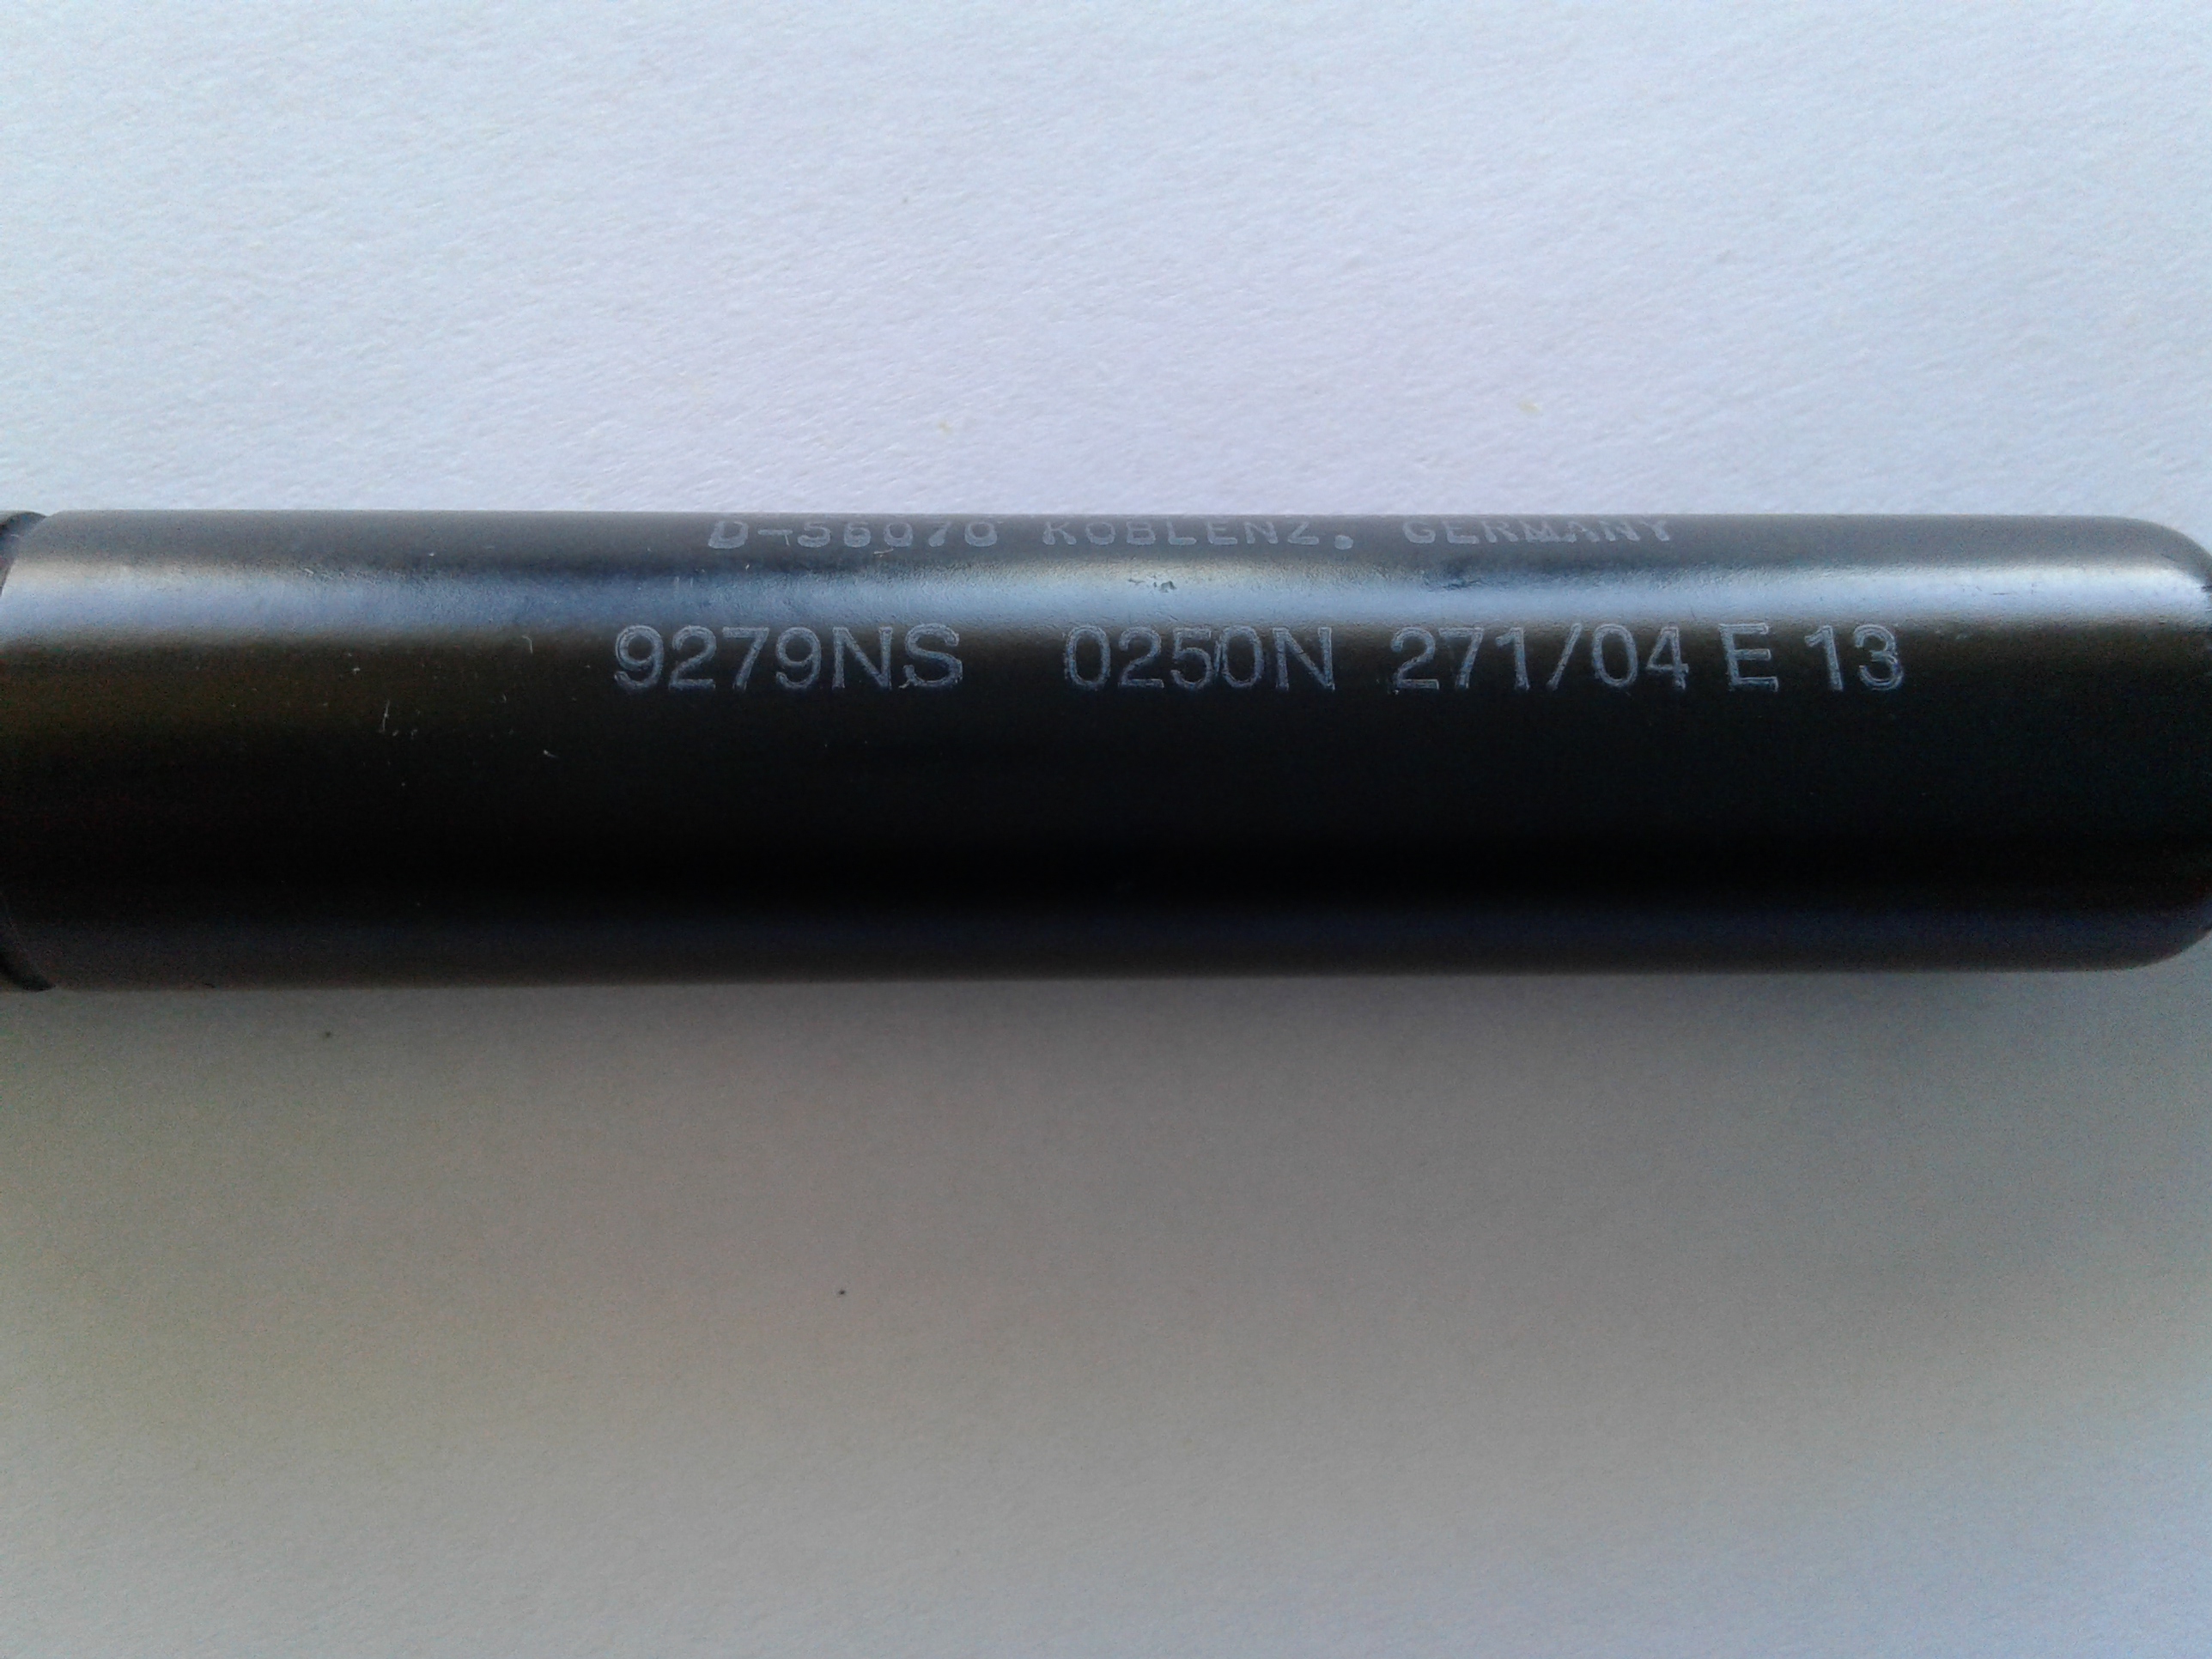 D-56070 KOBLENZ, GERMANY
9279NS 0250N 271/04 E 13